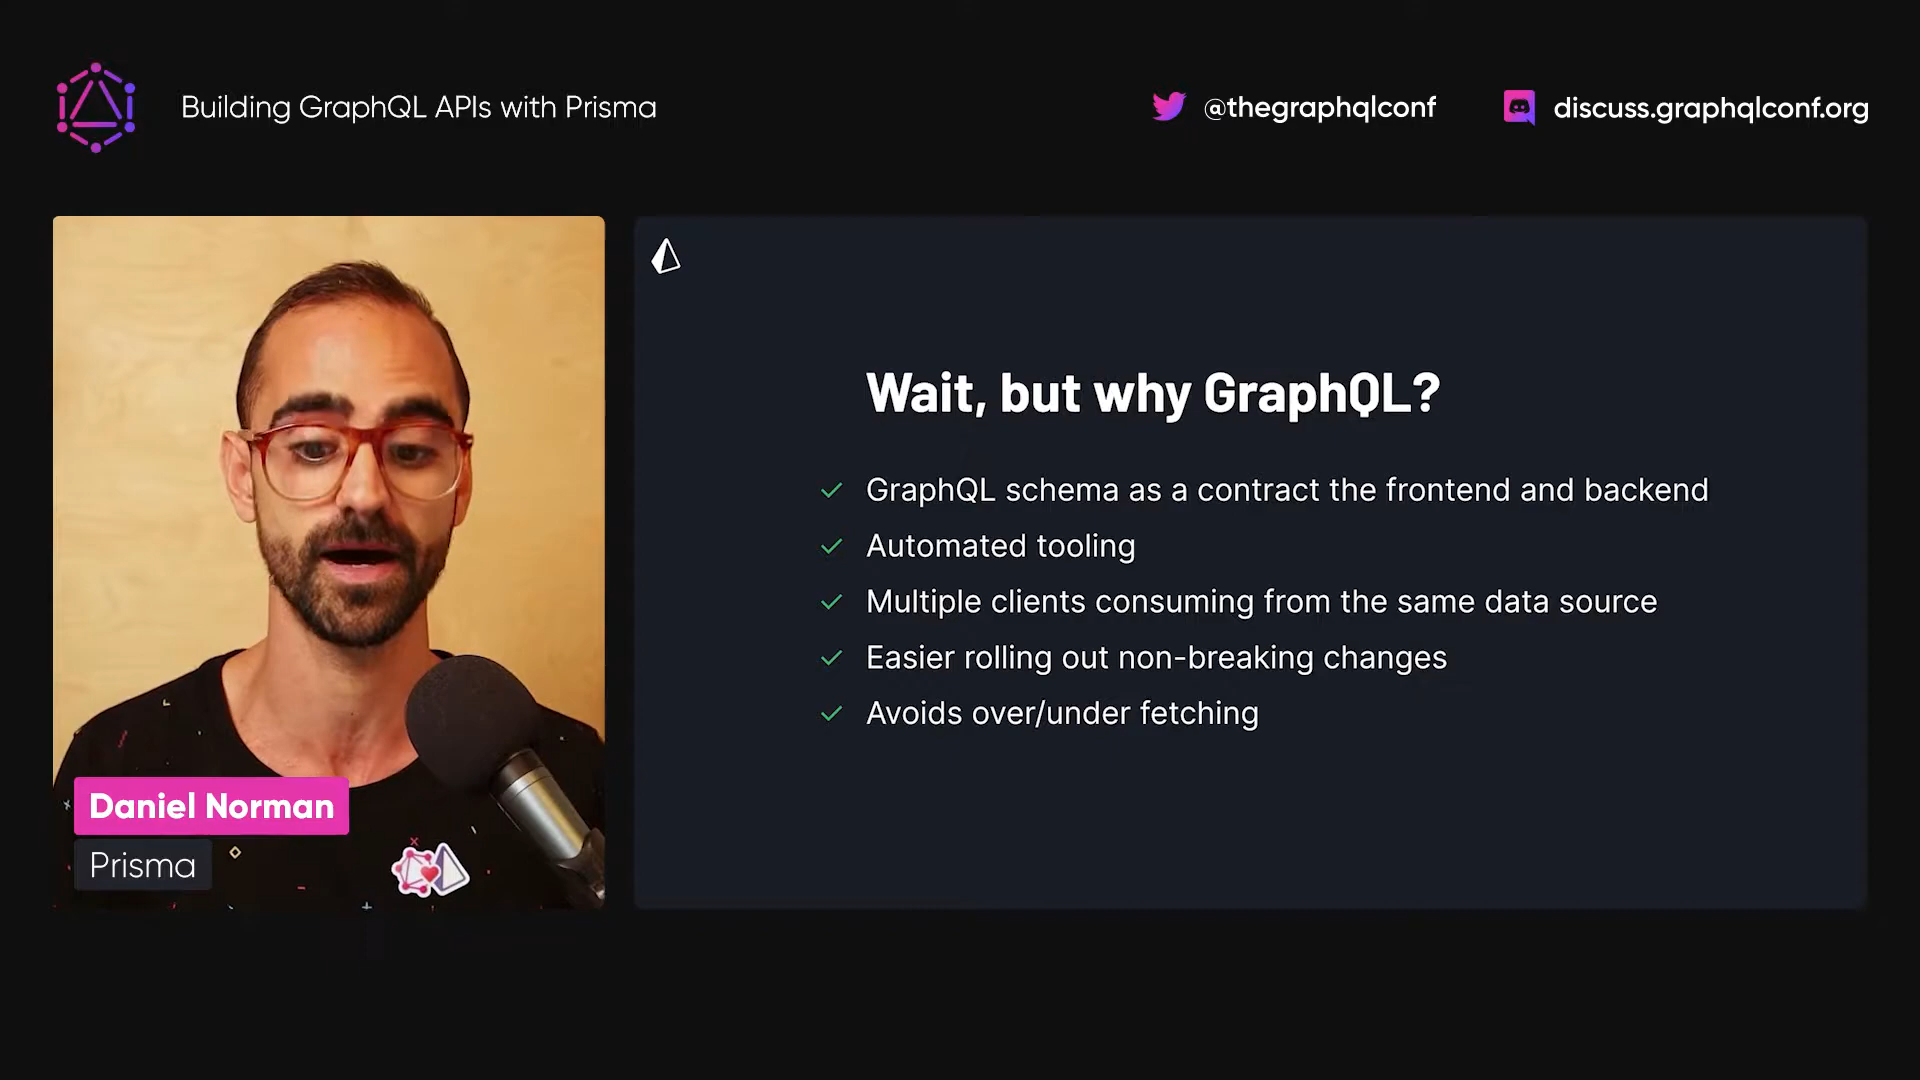 Building GraphQL APIs with Prisma
@thegraphqlconf
discuss.graphqlconf.org
Wait, but why GraphQL?
GraphQL schema as a contract the frontend and backend
Automated tooling
Multiple clients consuming from the same data source
Easier rolling out non-breaking changes
Avoids over/under fetching
Daniel Norman
Prisma